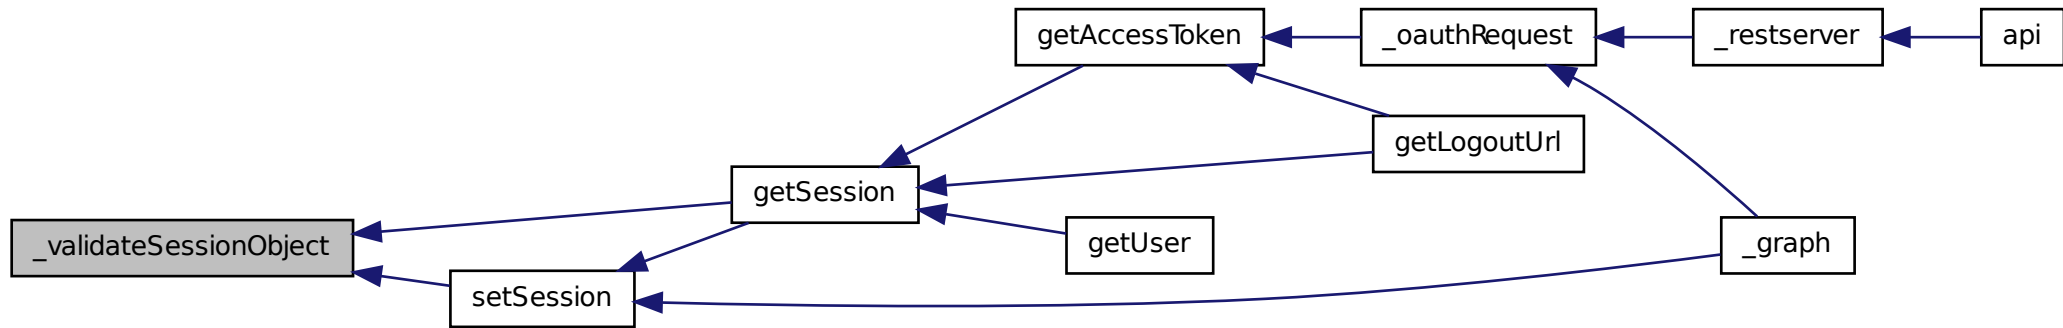 getAccessToken
_oauthRequest
_restserver
api
getLogoutUrl
getSession
getUser
_graph
_validateSessionObject
setSession